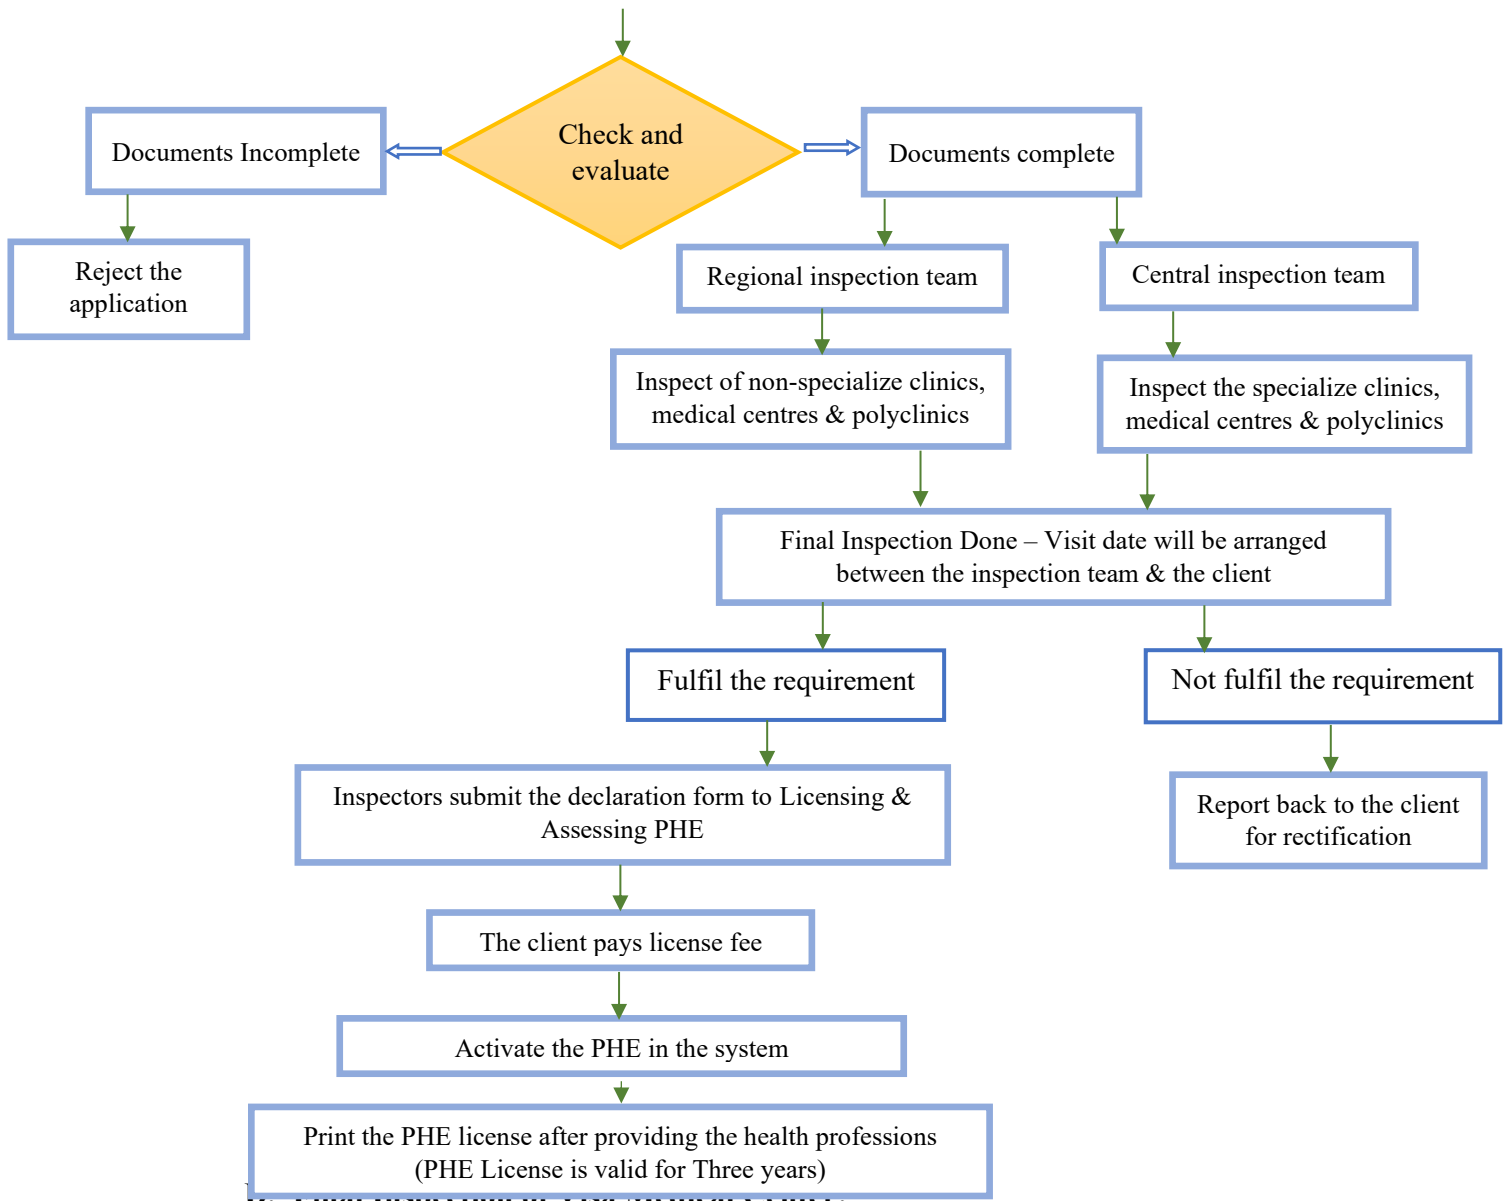 Check and
evaluate
Documents Incomplete
Documents complete
Reject the
application
Regional inspection team
Central inspection team
Inspect of non-specialize clinics,
medical centres & polyclinics
Inspect the specialize clinics,
medical centres & polyclinics
Final Inspection Done – Visit date will be arranged
between the inspection team & the client
Fulfil the requirement
Not fulfil the requirement
Inspectors submit the declaration form to Licensing &
Assessing PHE
Report back to the client
for rectification
The client pays license fee
Activate the PHE in the system
Print the PHE license after providing the health professions
(PHE License is valid for Three years)